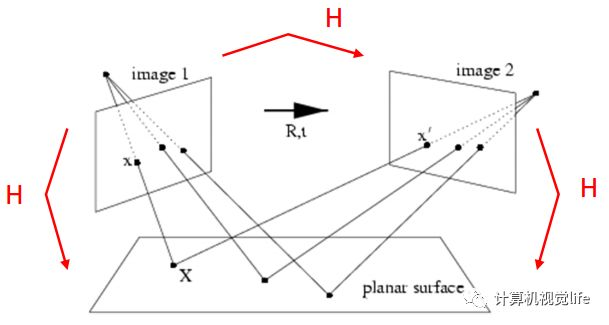 H
image 1
image 2
R,t
x
x'
H
H
X
planar surface
计算机视觉life